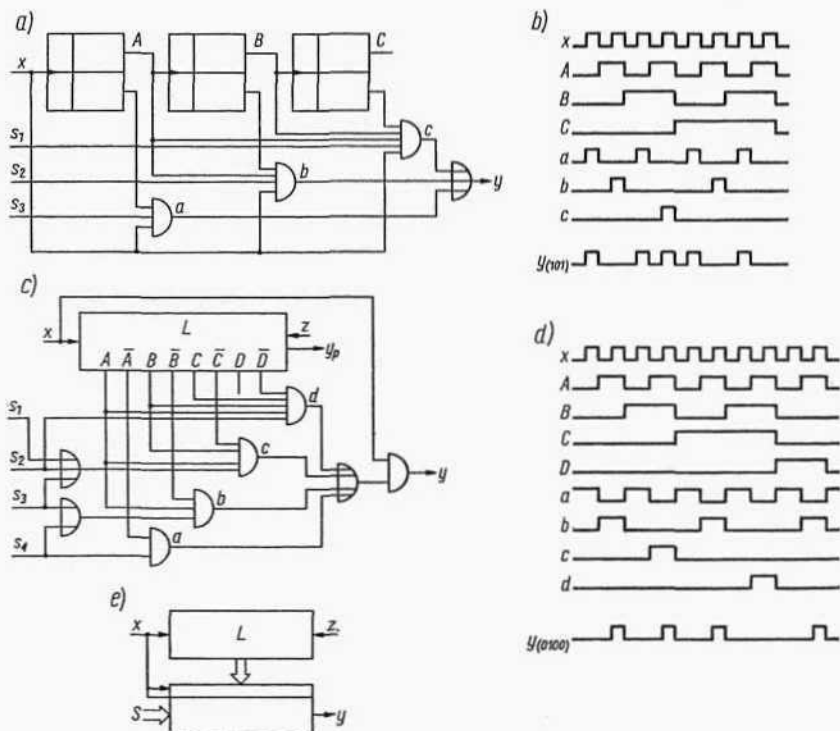 a)
A B C
x
s1
s2
s3
c
b
a
y
b)
x
A
B
C
a
b
c
y(101)
c)
x L z
yp
A A̅ B B̅ C C̅ D D̅
s1
s2
s3
s4
d
c
b
a
y
d)
x
A
B
C
D
a
b
c
d
y(0100)
e)
x L z
S y